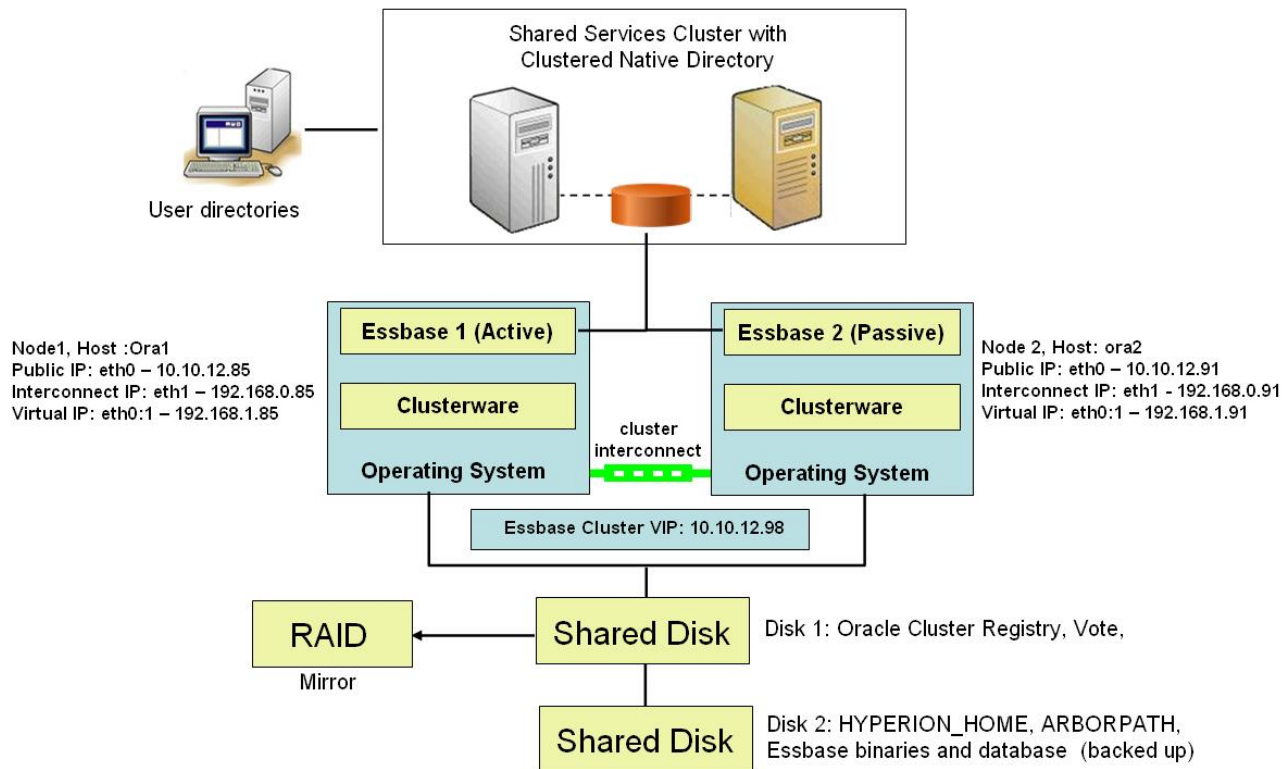 Shared Services Cluster with
Clustered Native Directory
User directories
Essbase 1 (Active)
Clusterware
Operating System
Essbase 2 (Passive)
Clusterware
Operating System
Node1, Host :Ora1
Public IP: eth0 – 10.10.12.85
Interconnect IP: eth1 – 192.168.0.85
Virtual IP: eth0:1 – 192.168.1.85
Node 2, Host: ora2
Public IP: eth0 – 10.10.12.91
Interconnect IP: eth1 - 192.168.0.91
Virtual IP: eth0:1 – 192.168.1.91
cluster
interconnect
Essbase Cluster VIP: 10.10.12.98
RAID
Mirror
Shared Disk
Disk 1: Oracle Cluster Registry, Vote,
Shared Disk
Disk 2: HYPERION_HOME, ARBORPATH,
Essbase binaries and database (backed up)